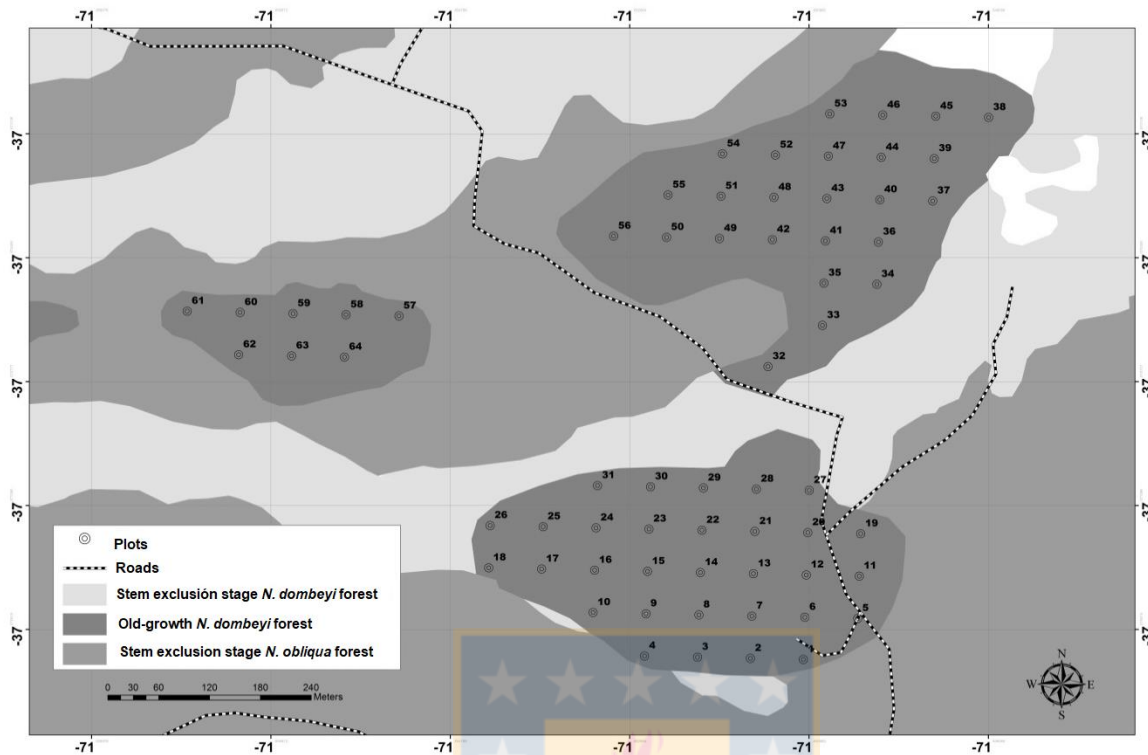 -71 -71 -71 -71 -71 -71
53 46 45 38
-37 -37
54 52 47 44 39
55 51 48 43 40 37
56 50 49 42 41 36
-37 -37
35 34
61 60 59 58 57
33
62 63 64
32
-37 -37
31 30 29 28 27
-37 -37
26 25 24 23 22 21 20 19
18 17 16 15 14 13 12 11
10 9 8 7 6 5
-37 -37
4 3 2 1
Plots
Roads
Stem exclusión stage N. dombeyi forest
Old-growth N. dombeyi forest
Stem exclusion stage N. obliqua forest
0 30 60 120 180 240
Meters
N
W E
S
-71 -71 -71 -71 -71 -71